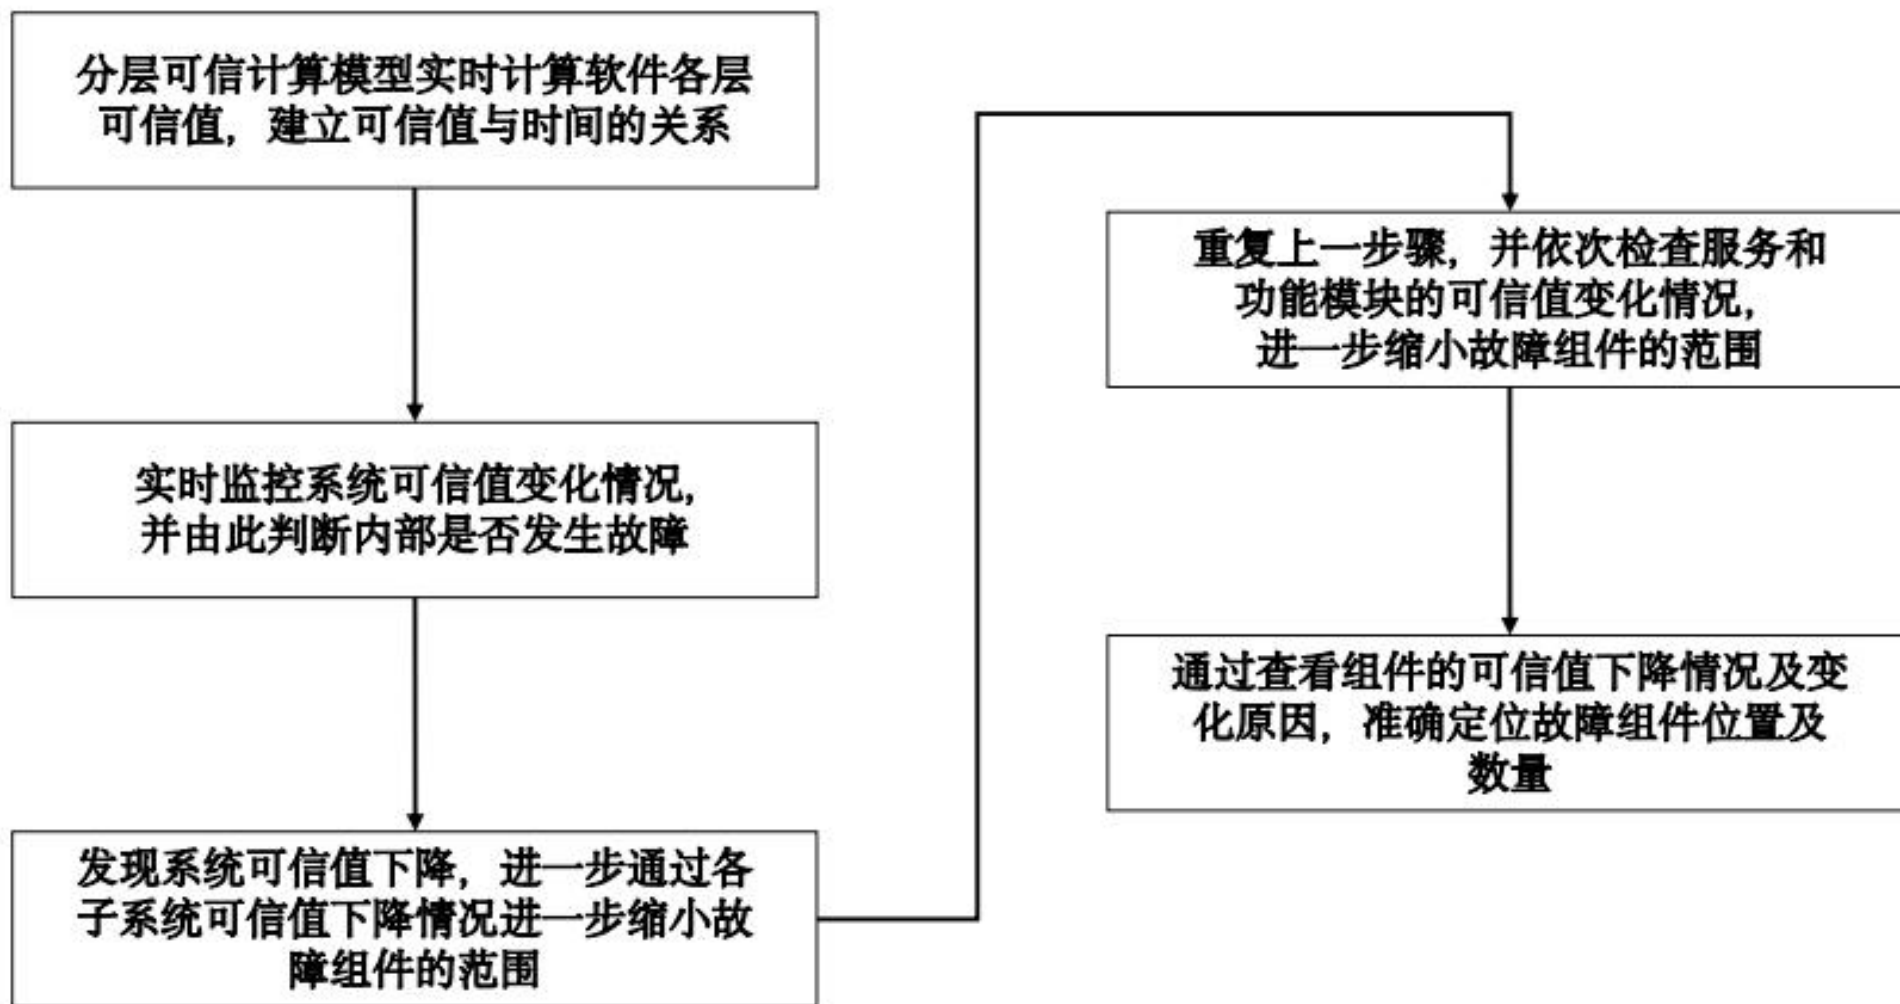 分层可信计算模型实时计算软件各层
可信值，建立可信值与时间的关系
实时监控系统可信值变化情况，
并由此判断内部是否发生故障
发现系统可信值下降，进一步通过各
子系统可信值下降情况进一步缩小故
障组件的范围
重复上一步骤，并依次检查服务和
功能模块的可信值变化情况，
进一步缩小故障组件的范围
通过查看组件的可信值下降情况及变
化原因，准确定位故障组件位置及
数量